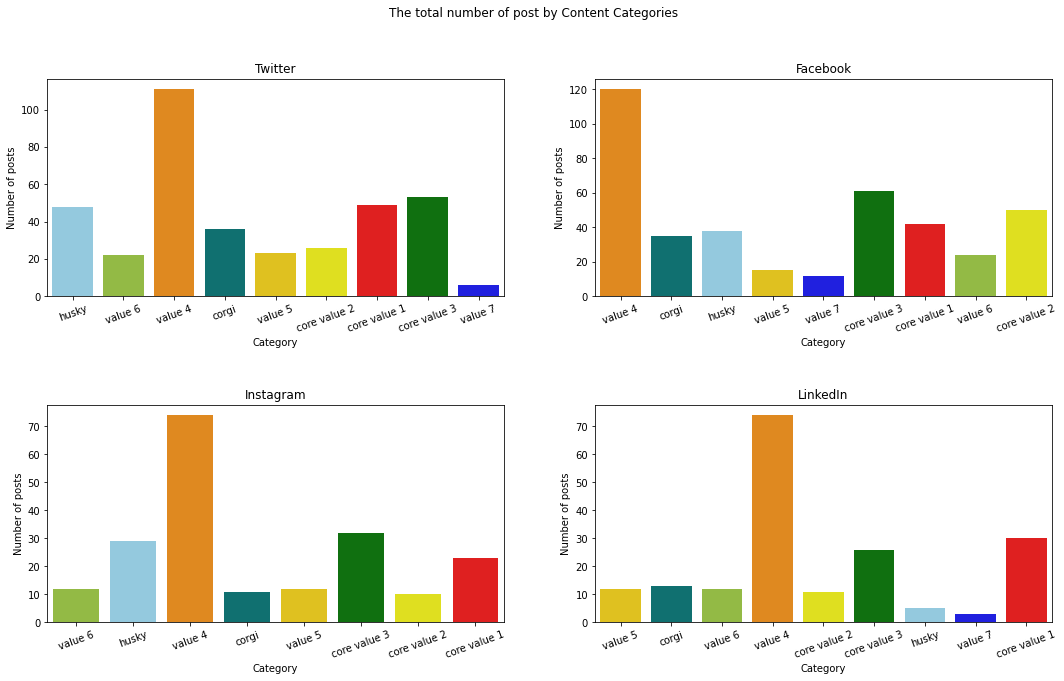 The total number of post by Content Categories
Twitter
Number of posts
100
80
60
40
20
0
husky
value 6
value 4
corgi
value 5
core value 2
core value 1
core value 3
value 7
Category
Facebook
Number of posts
120
100
80
60
40
20
0
value 4
corgi
husky
value 5
value 7
core value 3
core value 1
value 6
core value 2
Category
Instagram
Number of posts
70
60
50
40
30
20
10
0
value 6
husky
value 4
corgi
value 5
core value 3
core value 2
core value 1
Category
LinkedIn
Number of posts
70
60
50
40
30
20
10
0
value 5
corgi
value 6
value 4
core value 2
core value 3
husky
value 7
core value 1
Category